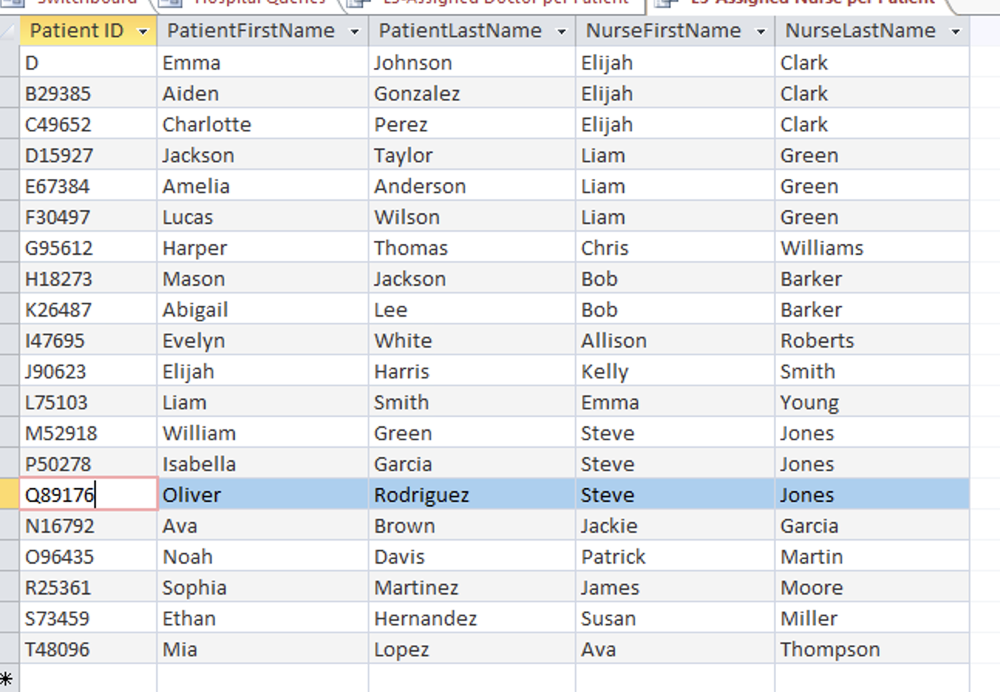 Switchboard Hospital Queries L3-Assigned Doctor per Patient L3-Assigned Nurse per Patient
Patient ID PatientFirstName PatientLastName NurseFirstName NurseLastName
D Emma Johnson Elijah Clark
B29385 Aiden Gonzalez Elijah Clark
C49652 Charlotte Perez Elijah Clark
D15927 Jackson Taylor Liam Green
E67384 Amelia Anderson Liam Green
F30497 Lucas Wilson Liam Green
G95612 Harper Thomas Chris Williams
H18273 Mason Jackson Bob Barker
K26487 Abigail Lee Bob Barker
I47695 Evelyn White Allison Roberts
J90623 Elijah Harris Kelly Smith
L75103 Liam Smith Emma Young
M52918 William Green Steve Jones
P50278 Isabella Garcia Steve Jones
Q89176 Oliver Rodriguez Steve Jones
N16792 Ava Brown Jackie Garcia
O96435 Noah Davis Patrick Martin
R25361 Sophia Martinez James Moore
S73459 Ethan Hernandez Susan Miller
T48096 Mia Lopez Ava Thompson